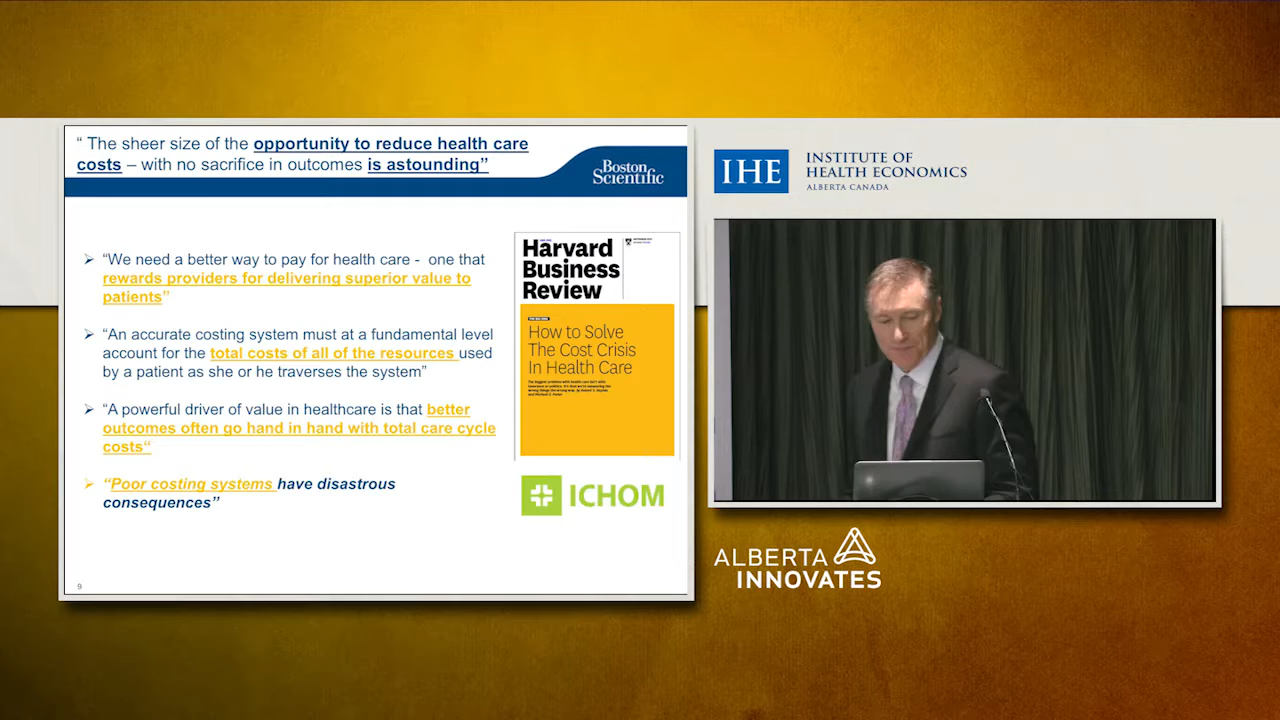 “ The sheer size of the opportunity to reduce health care
costs – with no sacrifice in outcomes is astounding”
Boston
Scientific
➢ “We need a better way to pay for health care - one that
rewards providers for delivering superior value to
patients”
➢ “An accurate costing system must at a fundamental level
account for the total costs of all of the resources used
by a patient as she or he traverses the system”
➢ “A powerful driver of value in healthcare is that better
outcomes often go hand in hand with total care cycle
costs“
➢ “Poor costing systems have disastrous
consequences”
Harvard
Business
Review
How to Solve
The Cost Crisis
In Health Care
ICHOM
9
IHE
INSTITUTE OF
HEALTH ECONOMICS
ALBERTA CANADA
ALBERTA
INNOVATES